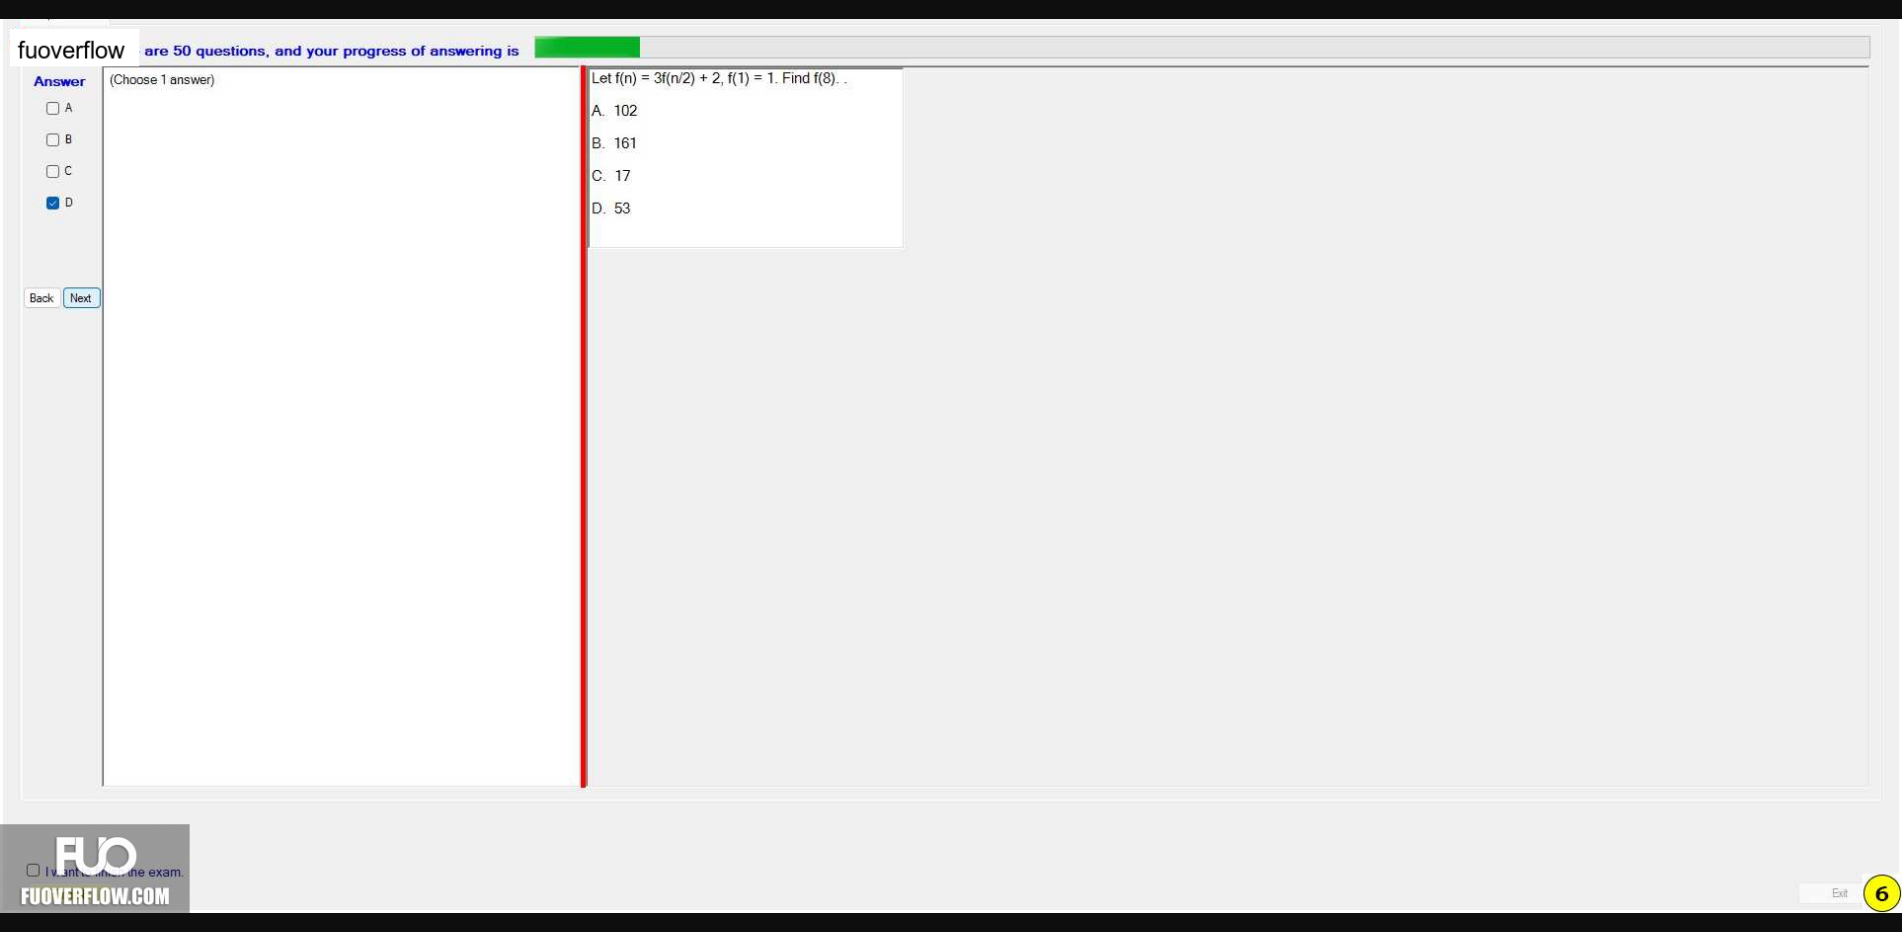 fuoverflow are 50 questions, and your progress of answering is
Answer
(Choose 1 answer)
A
B
C
D
Back Next
Let f(n) = 3f(n/2) + 2, f(1) = 1. Find f(8). .
A. 102
B. 161
C. 17
D. 53
FUO
the exam.
FUOVERFLOW.COM
Exit
6